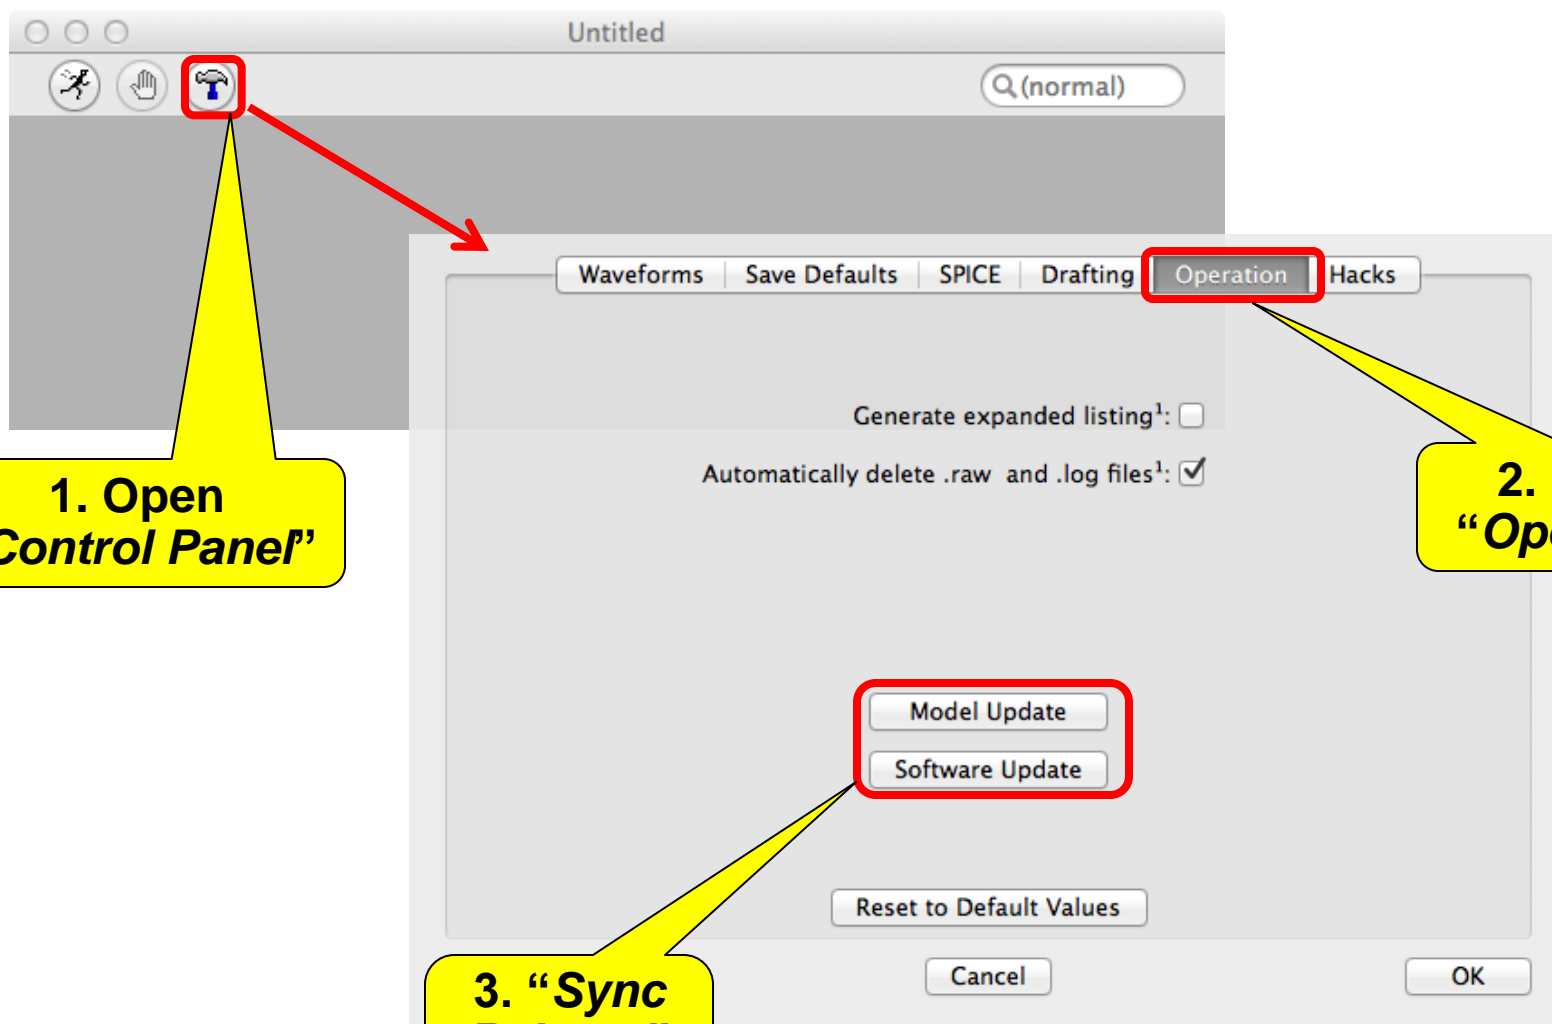 Untitled
(normal)
Waveforms Save Defaults SPICE Drafting Operation Hacks
Generate expanded listing¹:
Automatically delete .raw and .log files¹:
1. Open
Control Panel”
2.
“Ope
Model Update
Software Update
Reset to Default Values
Cancel
OK
3. “Sync